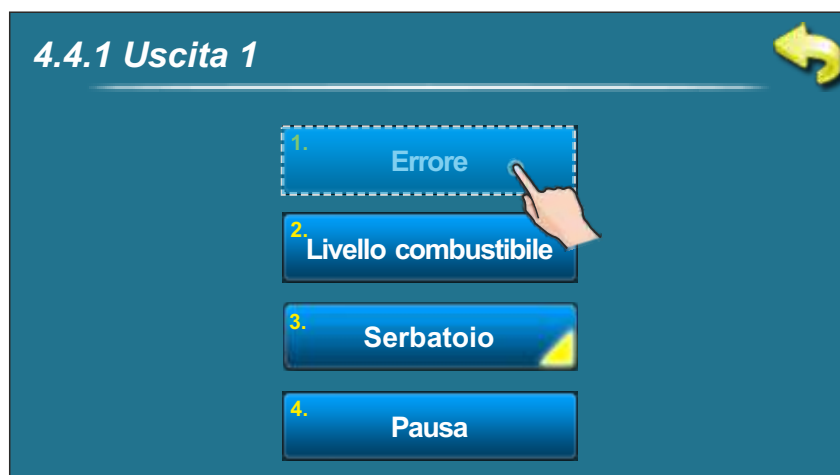 4.4.1 Uscita 1
1.
Errore
2.
Livello combustibile
3.
Serbatoio
4.
Pausa